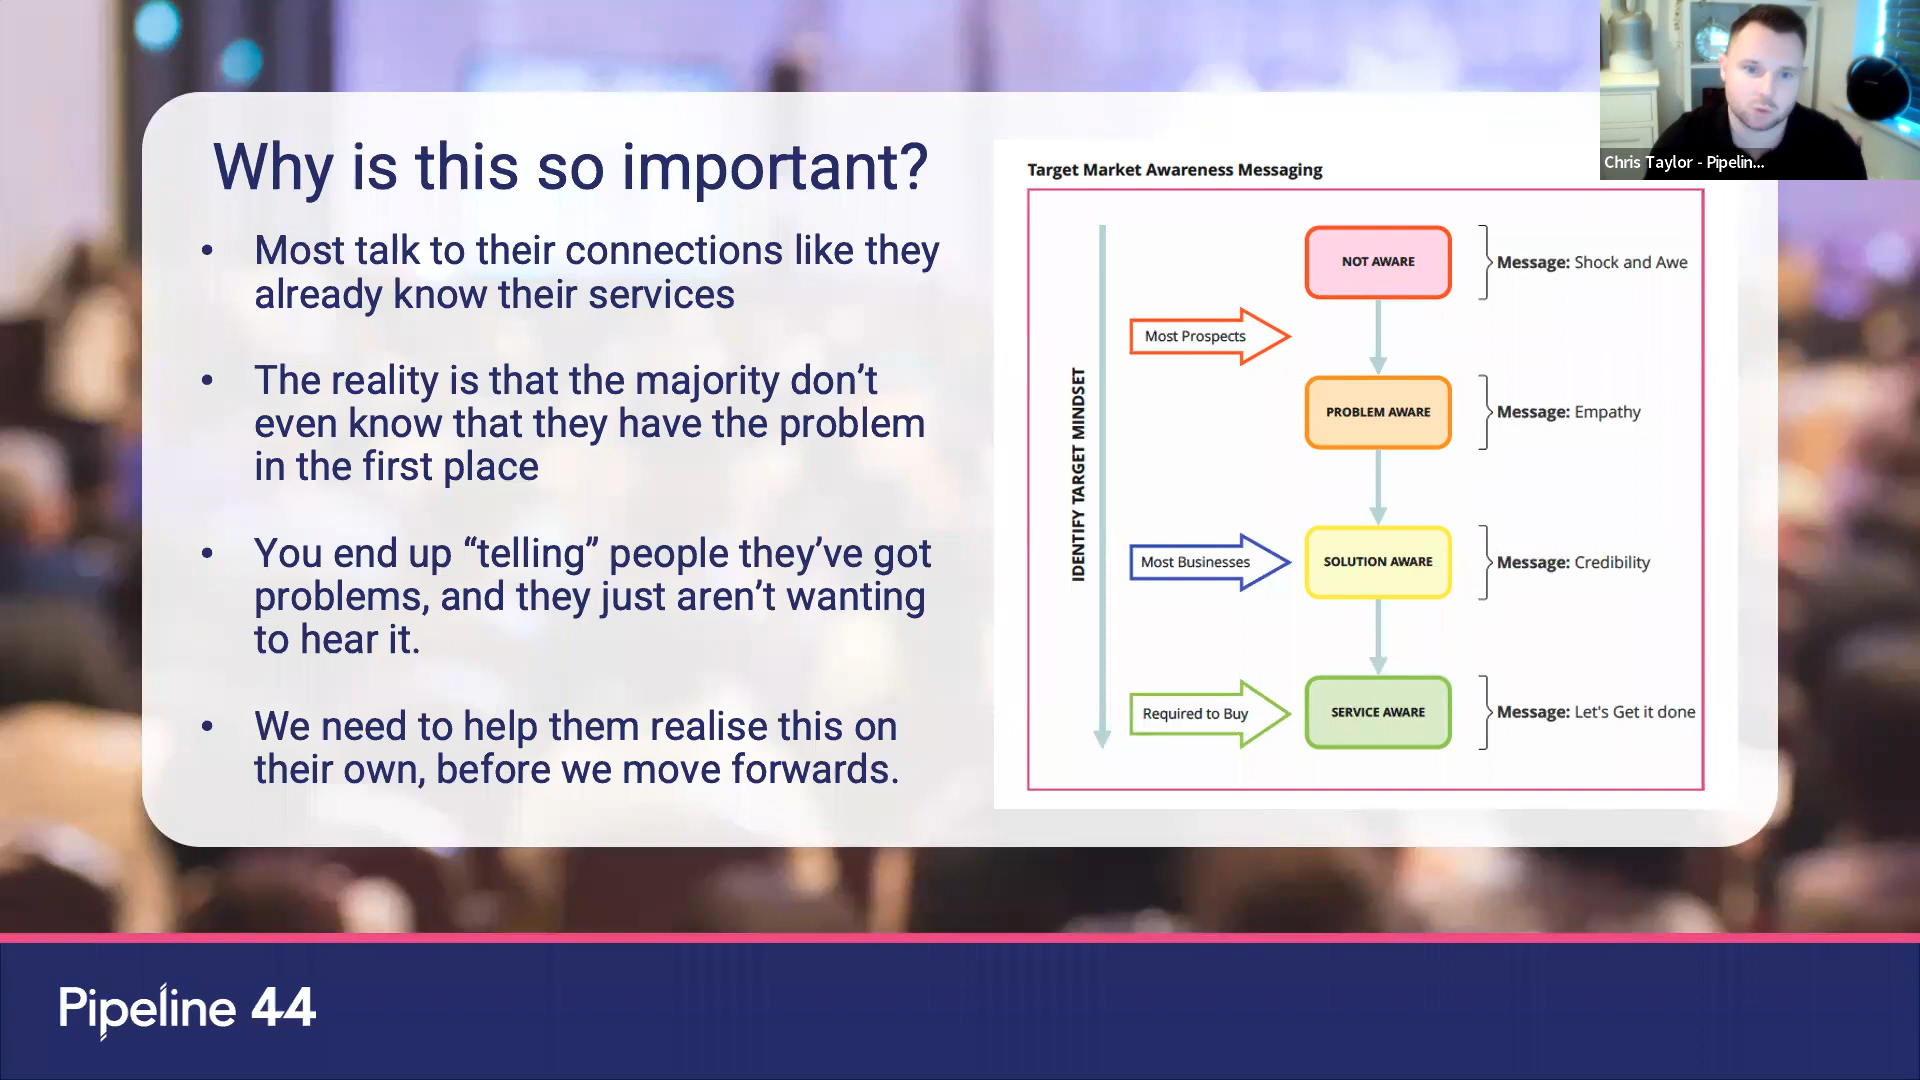 Why is this so important?
• Most talk to their connections like they
already know their services
• The reality is that the majority don’t
even know that they have the problem
in the first place
• You end up “telling” people they’ve got
problems, and they just aren’t wanting
to hear it.
• We need to help them realise this on
their own, before we move forwards.
Target Market Awareness Messaging
IDENTIFY TARGET MINDSET
NOT AWARE
Message: Shock and Awe
Most Prospects
PROBLEM AWARE
Message: Empathy
Most Businesses
SOLUTION AWARE
Message: Credibility
Required to Buy
SERVICE AWARE
Message: Let's Get it done
Chris Taylor - Pipelin...
Pipeline 44